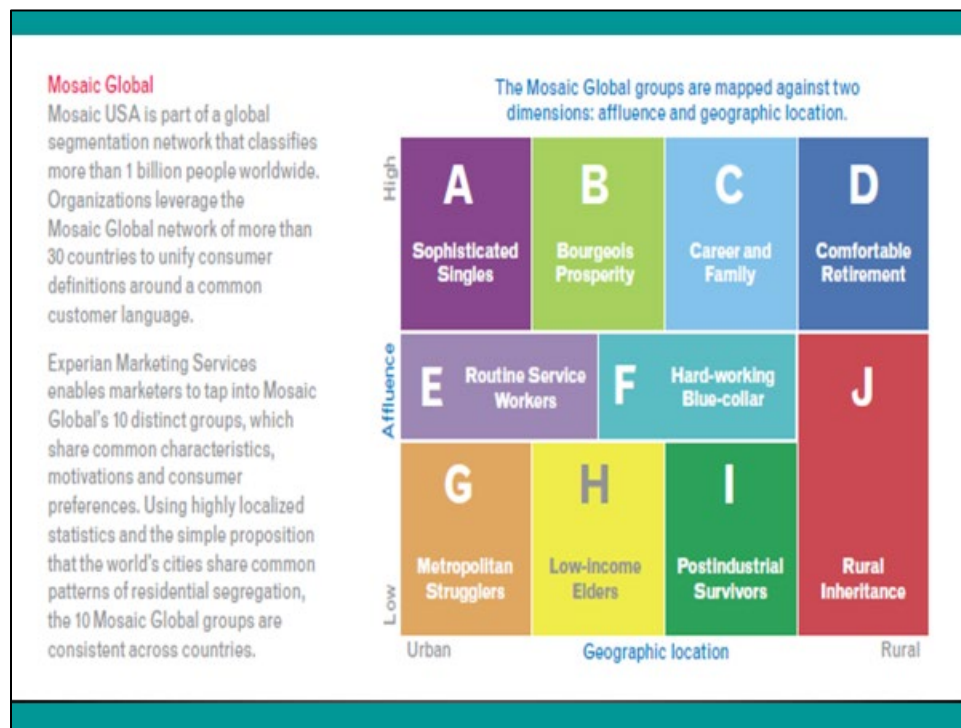 Mosaic Global
Mosaic USA is part of a global
segmentation network that classifies
more than 1 billion people worldwide.
Organizations leverage the
Mosaic Global network of more than
30 countries to unify consumer
definitions around a common
customer language.
Experian Marketing Services
enables marketers to tap into Mosaic
Global's 10 distinct groups, which
share common characteristics,
motivations and consumer
preferences. Using highly localized
statistics and the simple proposition
that the world's cities share common
patterns of residential segregation,
the 10 Mosaic Global groups are
consistent across countries.
The Mosaic Global groups are mapped against two
dimensions: affluence and geographic location.
High
Affluence
Low
A
Sophisticated
Singles
B
Bourgeois
Prosperity
C
Career and
Family
D
Comfortable
Retirement
E
Routine Service
Workers
F
Hard-working
Blue-collar
J
Rural
Inheritance
G
Metropolitan
Strugglers
H
Low-income
Elders
I
Postindustrial
Survivors
Urban
Geographic location
Rural